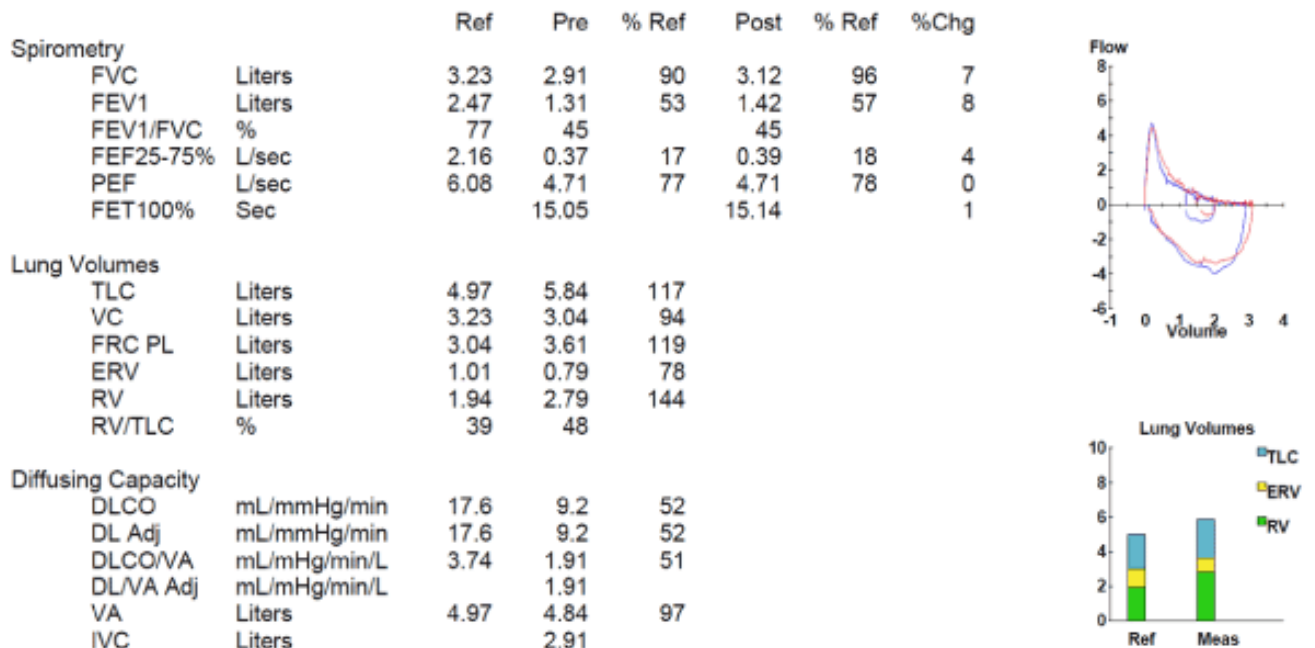 Ref Pre % Ref Post % Ref %Chg
Spirometry
FVC Liters 3.23 2.91 90 3.12 96 7
FEV1 Liters 2.47 1.31 53 1.42 57 8
FEV1/FVC % 77 45 45
FEF25-75% L/sec 2.16 0.37 17 0.39 18 4
PEF L/sec 6.08 4.71 77 4.71 78 0
FET100% Sec 15.05 15.14 1
Lung Volumes
TLC Liters 4.97 5.84 117
VC Liters 3.23 3.04 94
FRC PL Liters 3.04 3.61 119
ERV Liters 1.01 0.79 78
RV Liters 1.94 2.79 144
RV/TLC % 39 48
Diffusing Capacity
DLCO mL/mmHg/min 17.6 9.2 52
DL Adj mL/mmHg/min 17.6 9.2 52
DLCO/VA mL/mHg/min/L 3.74 1.91 51
DL/VA Adj mL/mHg/min/L 1.91
VA Liters 4.97 4.84 97
IVC Liters 2.91
Flow
8
6
4
2
0
-2
-4
-6
-1 0 1 2 3 4
Volume
Lung Volumes
10
8
6
4
2
0
TLC
ERV
RV
Ref Meas